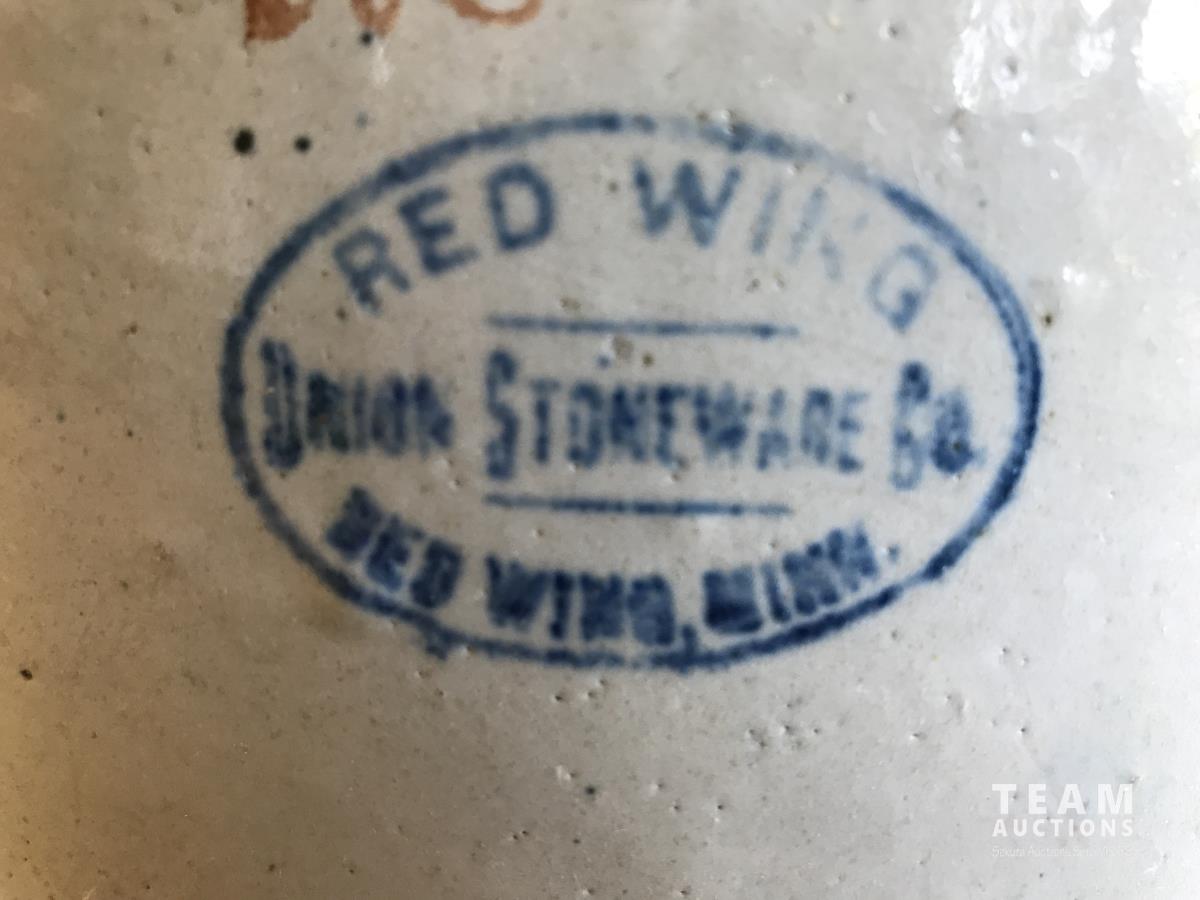 RED WING
UNION STONEWARE CO.
RED WING, MINN.
TEAM
AUCTIONS